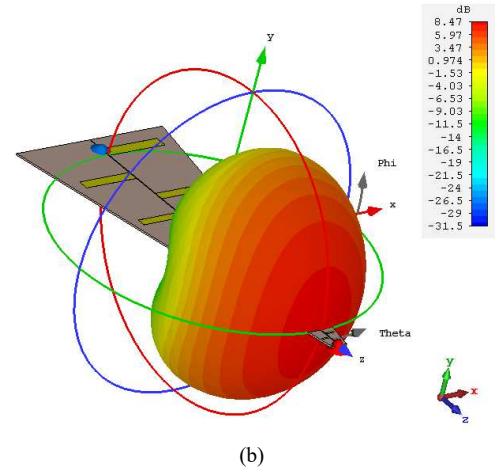 dB
8.47
5.97
3.47
0.974
-1.53
-4.03
-6.53
-9.03
-11.5
-14
-16.5
-19
-21.5
-24
-26.5
-29
-31.5
y
Phi
x
Theta
z
y
x
z
(b)